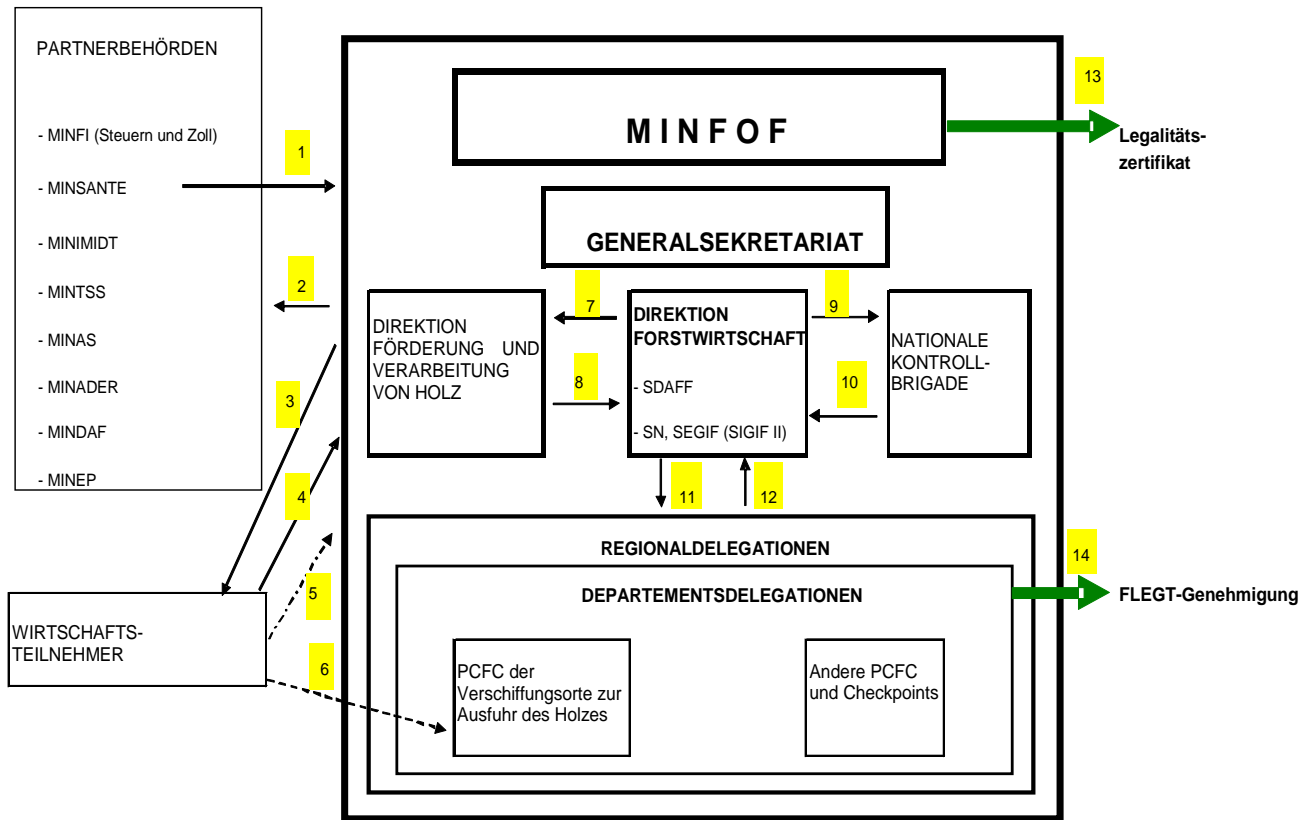 PARTNERBEHÖRDEN
- MINFI (Steuern und Zoll)
- MINSANTE
- MINIMIDT
- MINTSS
- MINAS
- MINADER
- MINDAF
- MINEP
1
2
3
4
5
6
WIRTSCHAFTS-
TEILNEHMER
MINFOF
13
Legalitäts-
zertifikat
GENERALSEKRETARIAT
7
9
DIREKTION
FÖRDERUNG UND
VERARBEITUNG
VON HOLZ
8
DIREKTION
FORSTWIRTSCHAFT
- SDAFF
- SN, SEGIF (SIGIF II)
10
NATIONALE
KONTROLL-
BRIGADE
11
12
REGIONALDELEGATIONEN
14
DEPARTEMENTSDELEGATIONEN
FLEGT-Genehmigung
PCFC der
Verschiffungsorte zur
Ausfuhr des Holzes
Andere PCFC
und Checkpoints